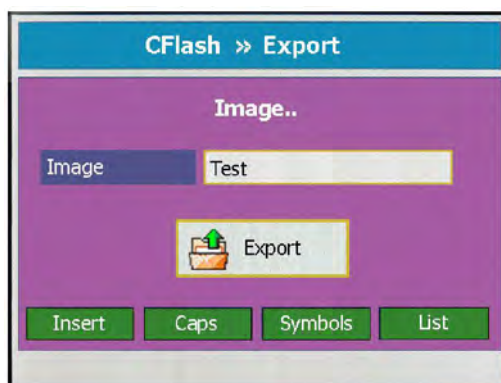 CFlash » Export
Image..
Image Test
Export
Insert Caps Symbols List